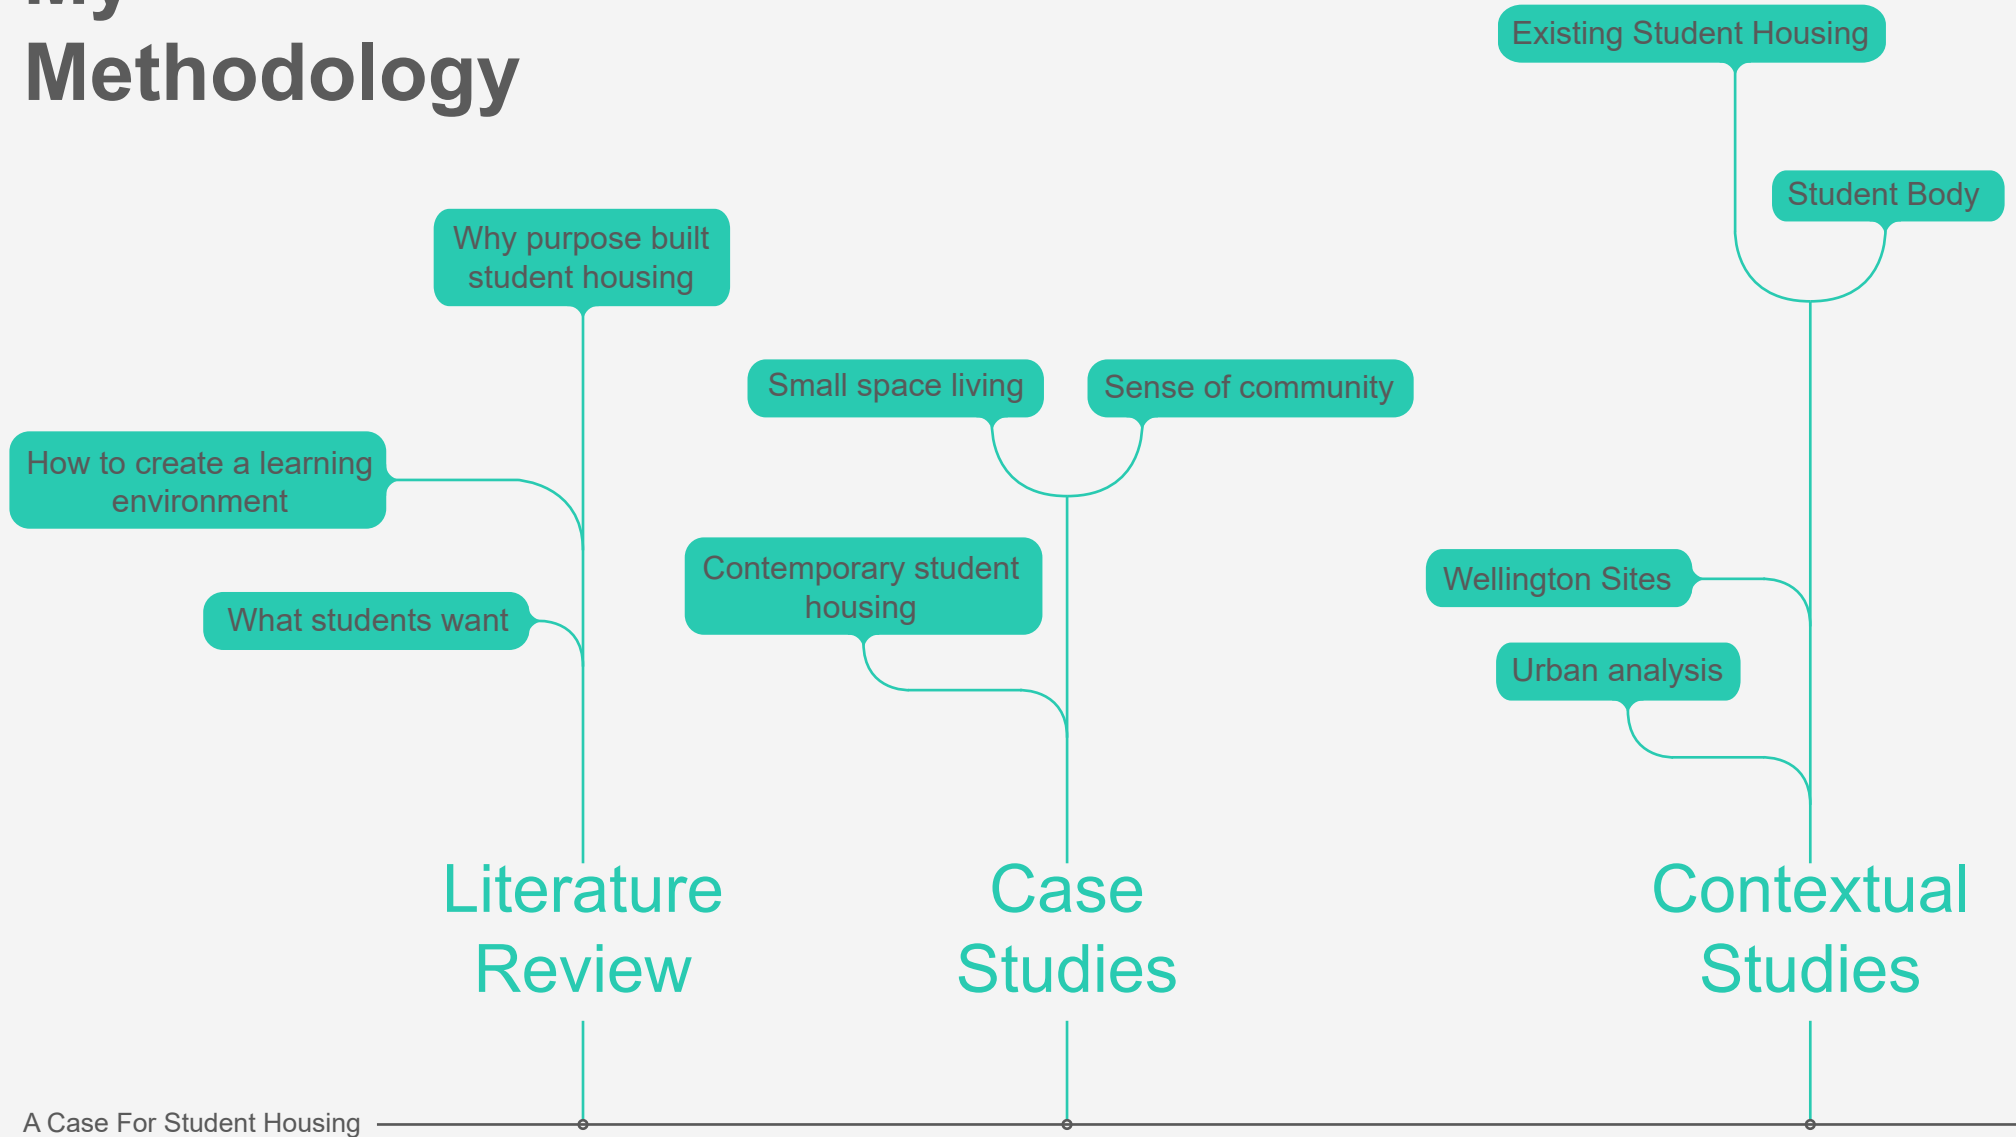 My
Methodology
Existing Student Housing
Student Body
Why purpose built
student housing
Small space living
Sense of community
How to create a learning
environment
Contemporary student
housing
What students want
Wellington Sites
Urban analysis
Literature
Review
Case
Studies
Contextual
Studies
A Case For Student Housing